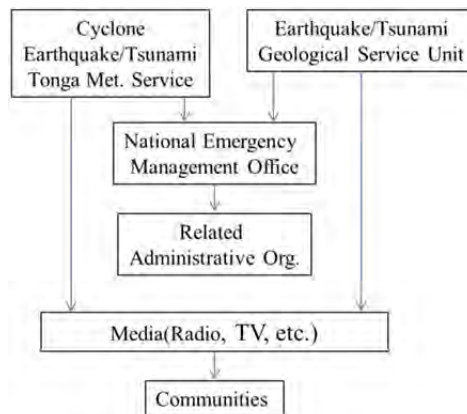 Cyclone
Earthquake/Tsunami
Tonga Met. Service
Earthquake/Tsunami
Geological Service Unit
National Emergency
Management Office
Related
Administrative Org.
Media(Radio, TV, etc.)
Communities